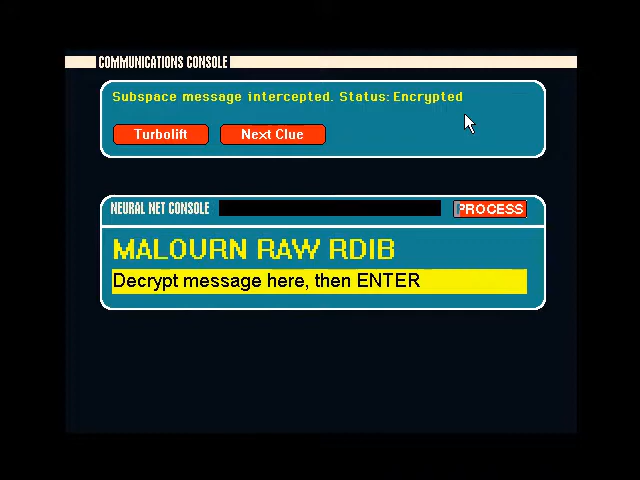 COMMUNICATIONS CONSOLE
Subspace message intercepted. Status: Encrypted
Turbolift Next Clue
NEURAL NET CONSOLE PROCESS
MALOURN RAW RDIB
Decrypt message here, then ENTER